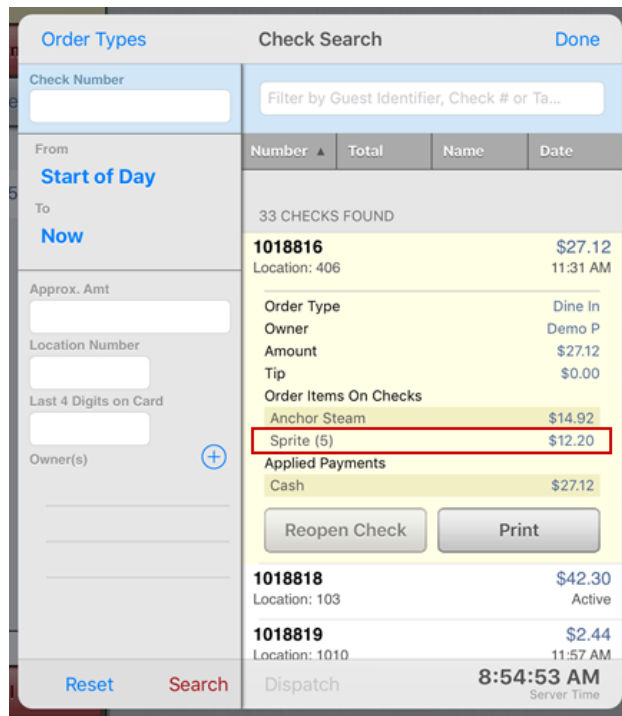 Order Types
Check Search
Done
Check Number
Filter by Guest Identifier, Check # or Ta...
From
Start of Day
To
Now
Approx. Amt
Location Number
Last 4 Digits on Card
Owner(s)
Number ▲ Total Name Date
33 CHECKS FOUND
1018816 $27.12
Location: 406 11:31 AM
Order Type Dine In
Owner Demo P
Amount $27.12
Tip $0.00
Order Items On Checks
Anchor Steam $14.92
Sprite (5) $12.20
Applied Payments
Cash $27.12
Reopen Check Print
1018818 $42.30
Location: 103 Active
1018819 $2.44
Location: 1010 11:57 AM
Reset Search
Dispatch 8:54:53 AM
Server Time